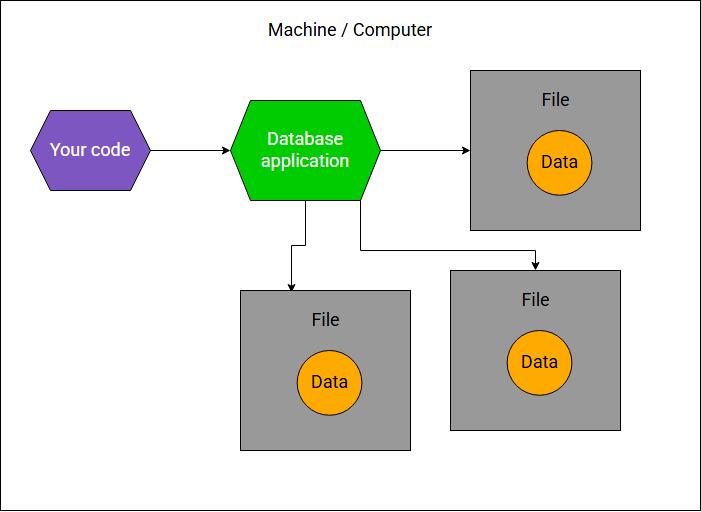 Machine / Computer
Your code
Database
application
File
Data
File
Data
File
Data